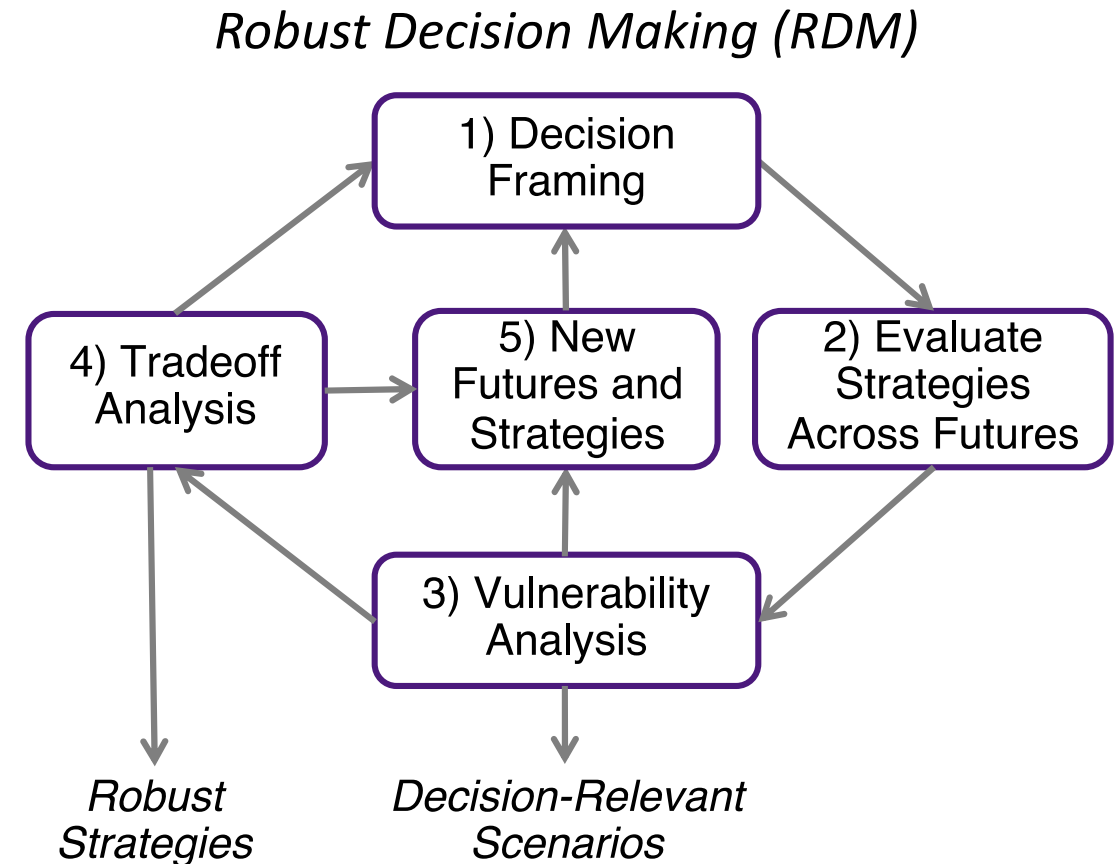 Robust Decision Making (RDM)
1) Decision
Framing
4) Tradeoff
Analysis
5) New
Futures and
Strategies
2) Evaluate
Strategies
Across Futures
3) Vulnerability
Analysis
Robust
Strategies
Decision-Relevant
Scenarios